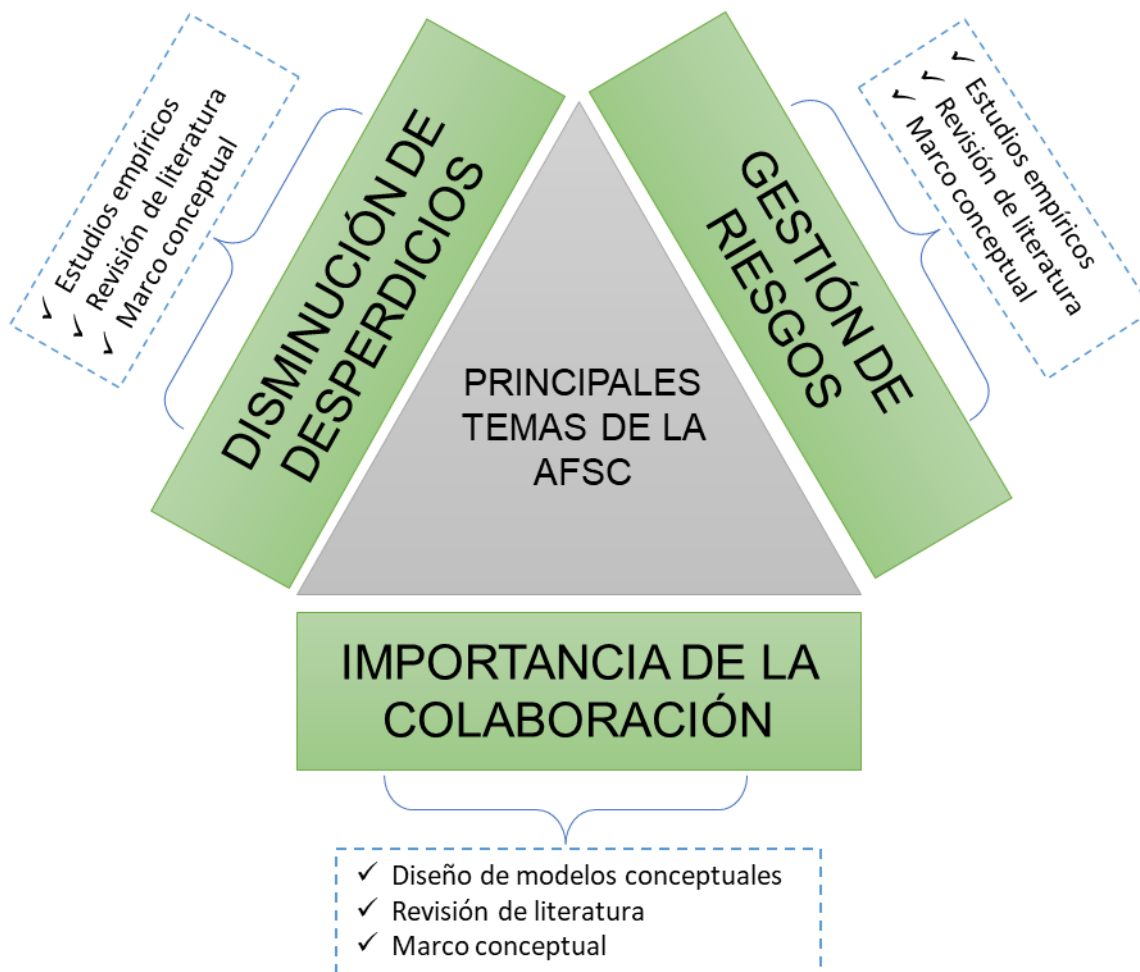 Estudios empíricos
Revisión de literatura
Marco conceptual
DISMINUCIÓN DE
DESPERDICIOS
GESTIÓN DE
RIESGOS
Estudios empíricos
Revisión de literatura
Marco conceptual
PRINCIPALES
TEMAS DE LA
AFSC
IMPORTANCIA DE LA
COLABORACIÓN
Diseño de modelos conceptuales
Revisión de literatura
Marco conceptual